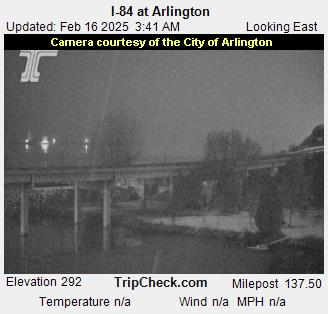 I-84 at Arlington
Updated: Feb 16 2025  3:41 AM Looking East
Camera courtesy of the City of Arlington
Elevation 292 TripCheck.com Milepost 137.50
Temperature n/a Wind n/a MPH n/a